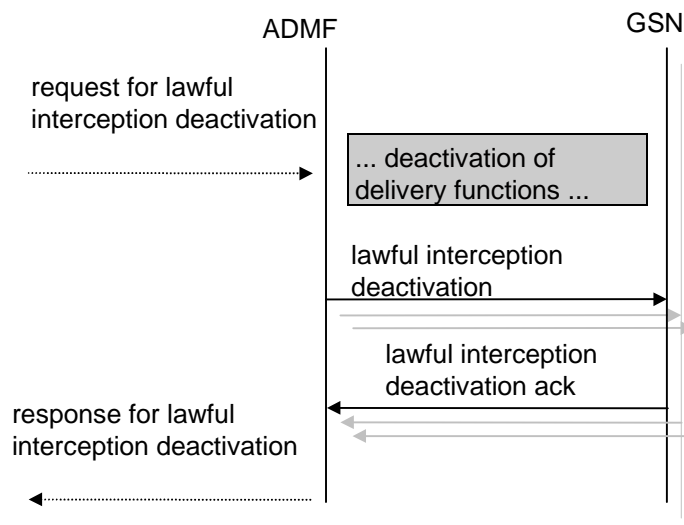 ADMF
GSN
request for lawful
interception deactivation
... deactivation of
delivery functions ...
lawful interception
deactivation
lawful interception
deactivation ack
response for lawful
interception deactivation